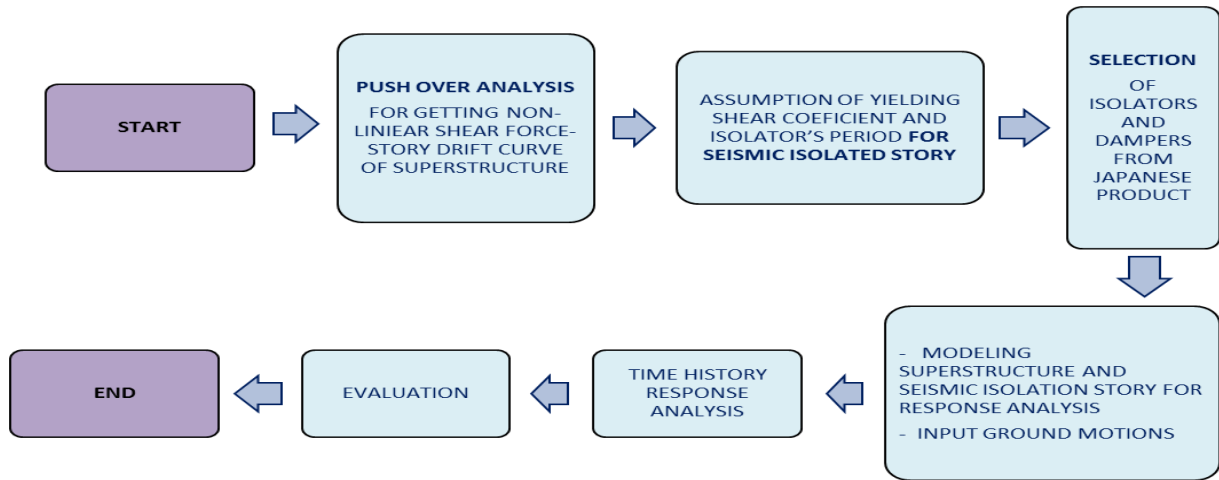 START
PUSH OVER ANALYSIS
FOR GETTING NON-
LINIEAR SHEAR FORCE-
STORY DRIFT CURVE
OF SUPERSTRUCTURE
ASSUMPTION OF YIELDING
SHEAR COEFICIENT AND
ISOLATOR'S PERIOD FOR
SEISMIC ISOLATED STORY
SELECTION
OF
ISOLATORS
AND
DAMPERS
FROM
JAPANESE
PRODUCT
- MODELING
SUPERSTRUCTURE AND
SEISMIC ISOLATION STORY FOR
RESPONSE ANALYSIS
- INPUT GROUND MOTIONS
TIME HISTORY
RESPONSE
ANALYSIS
EVALUATION
END